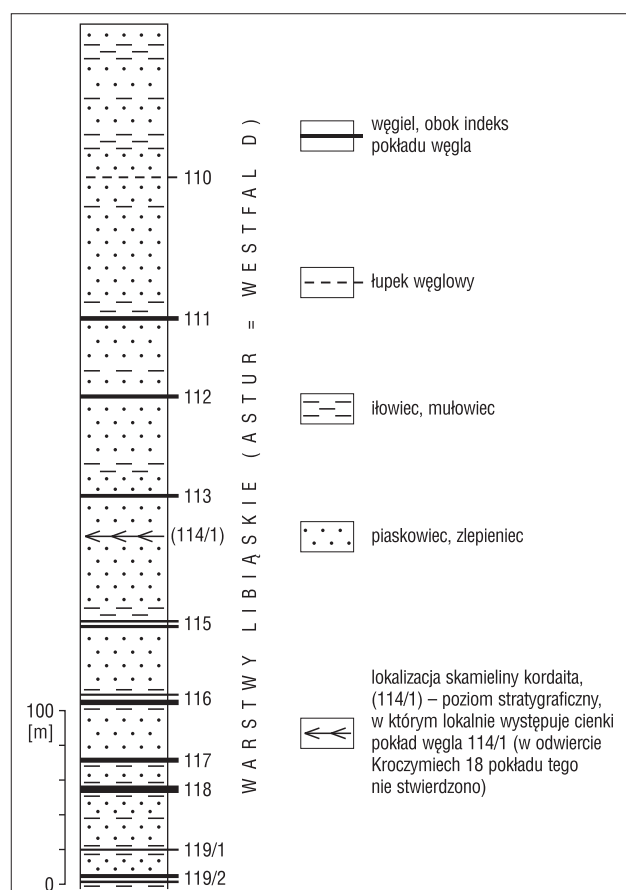 110
111
112
113
(114/1)
115
116
117
118
119/1
119/2
100
[m]
0
WARSTWY LIBIĄSKIE (ASTUR = WESTFAL D)
węgiel, obok indeks
pokładu węgla
łupek węglowy
iłowiec, mułowiec
piaskowiec, zlepieniec
lokalizacja skamieliny kordaita,
(114/1) – poziom stratygraficzny,
w którym lokalnie występuje cienki
pokład węgla 114/1 (w odwiercie
Kroczymiech 18 pokładu tego
nie stwierdzono)